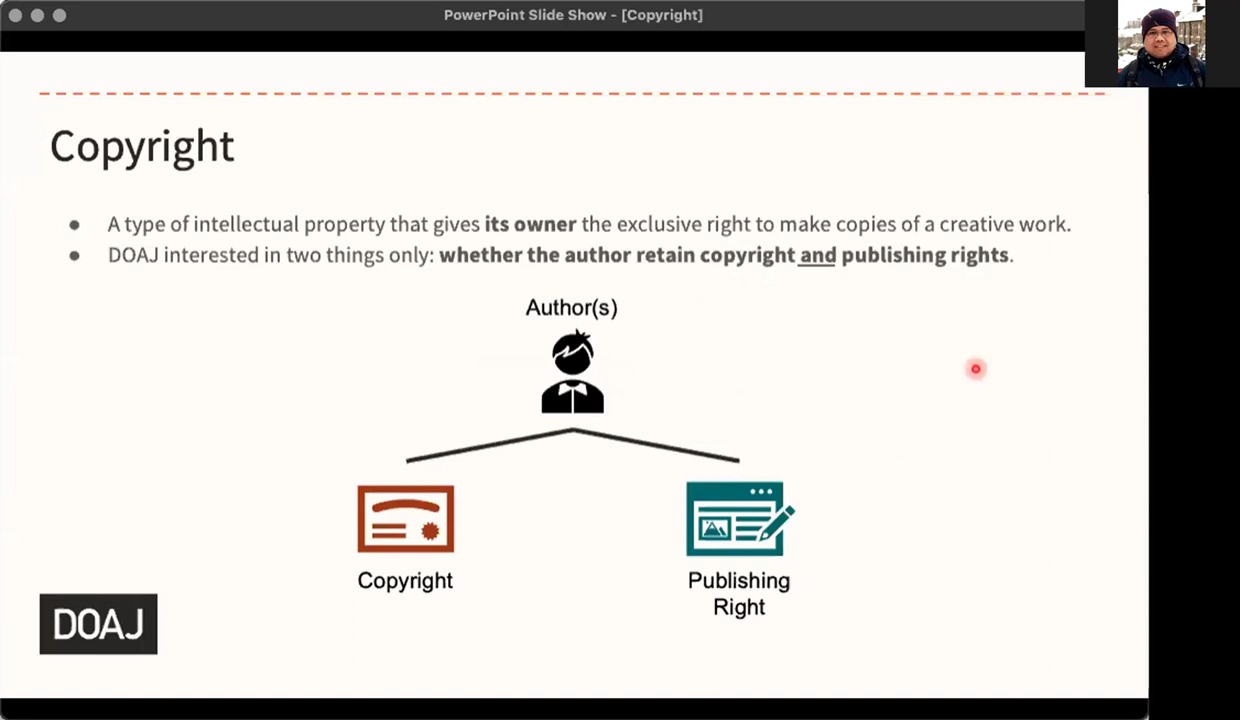 PowerPoint Slide Show - [Copyright]
Copyright
● A type of intellectual property that gives its owner the exclusive right to make copies of a creative work.
● DOAJ interested in two things only: whether the author retain copyright and publishing rights.
Author(s)
Copyright
Publishing
Right
DOAJ